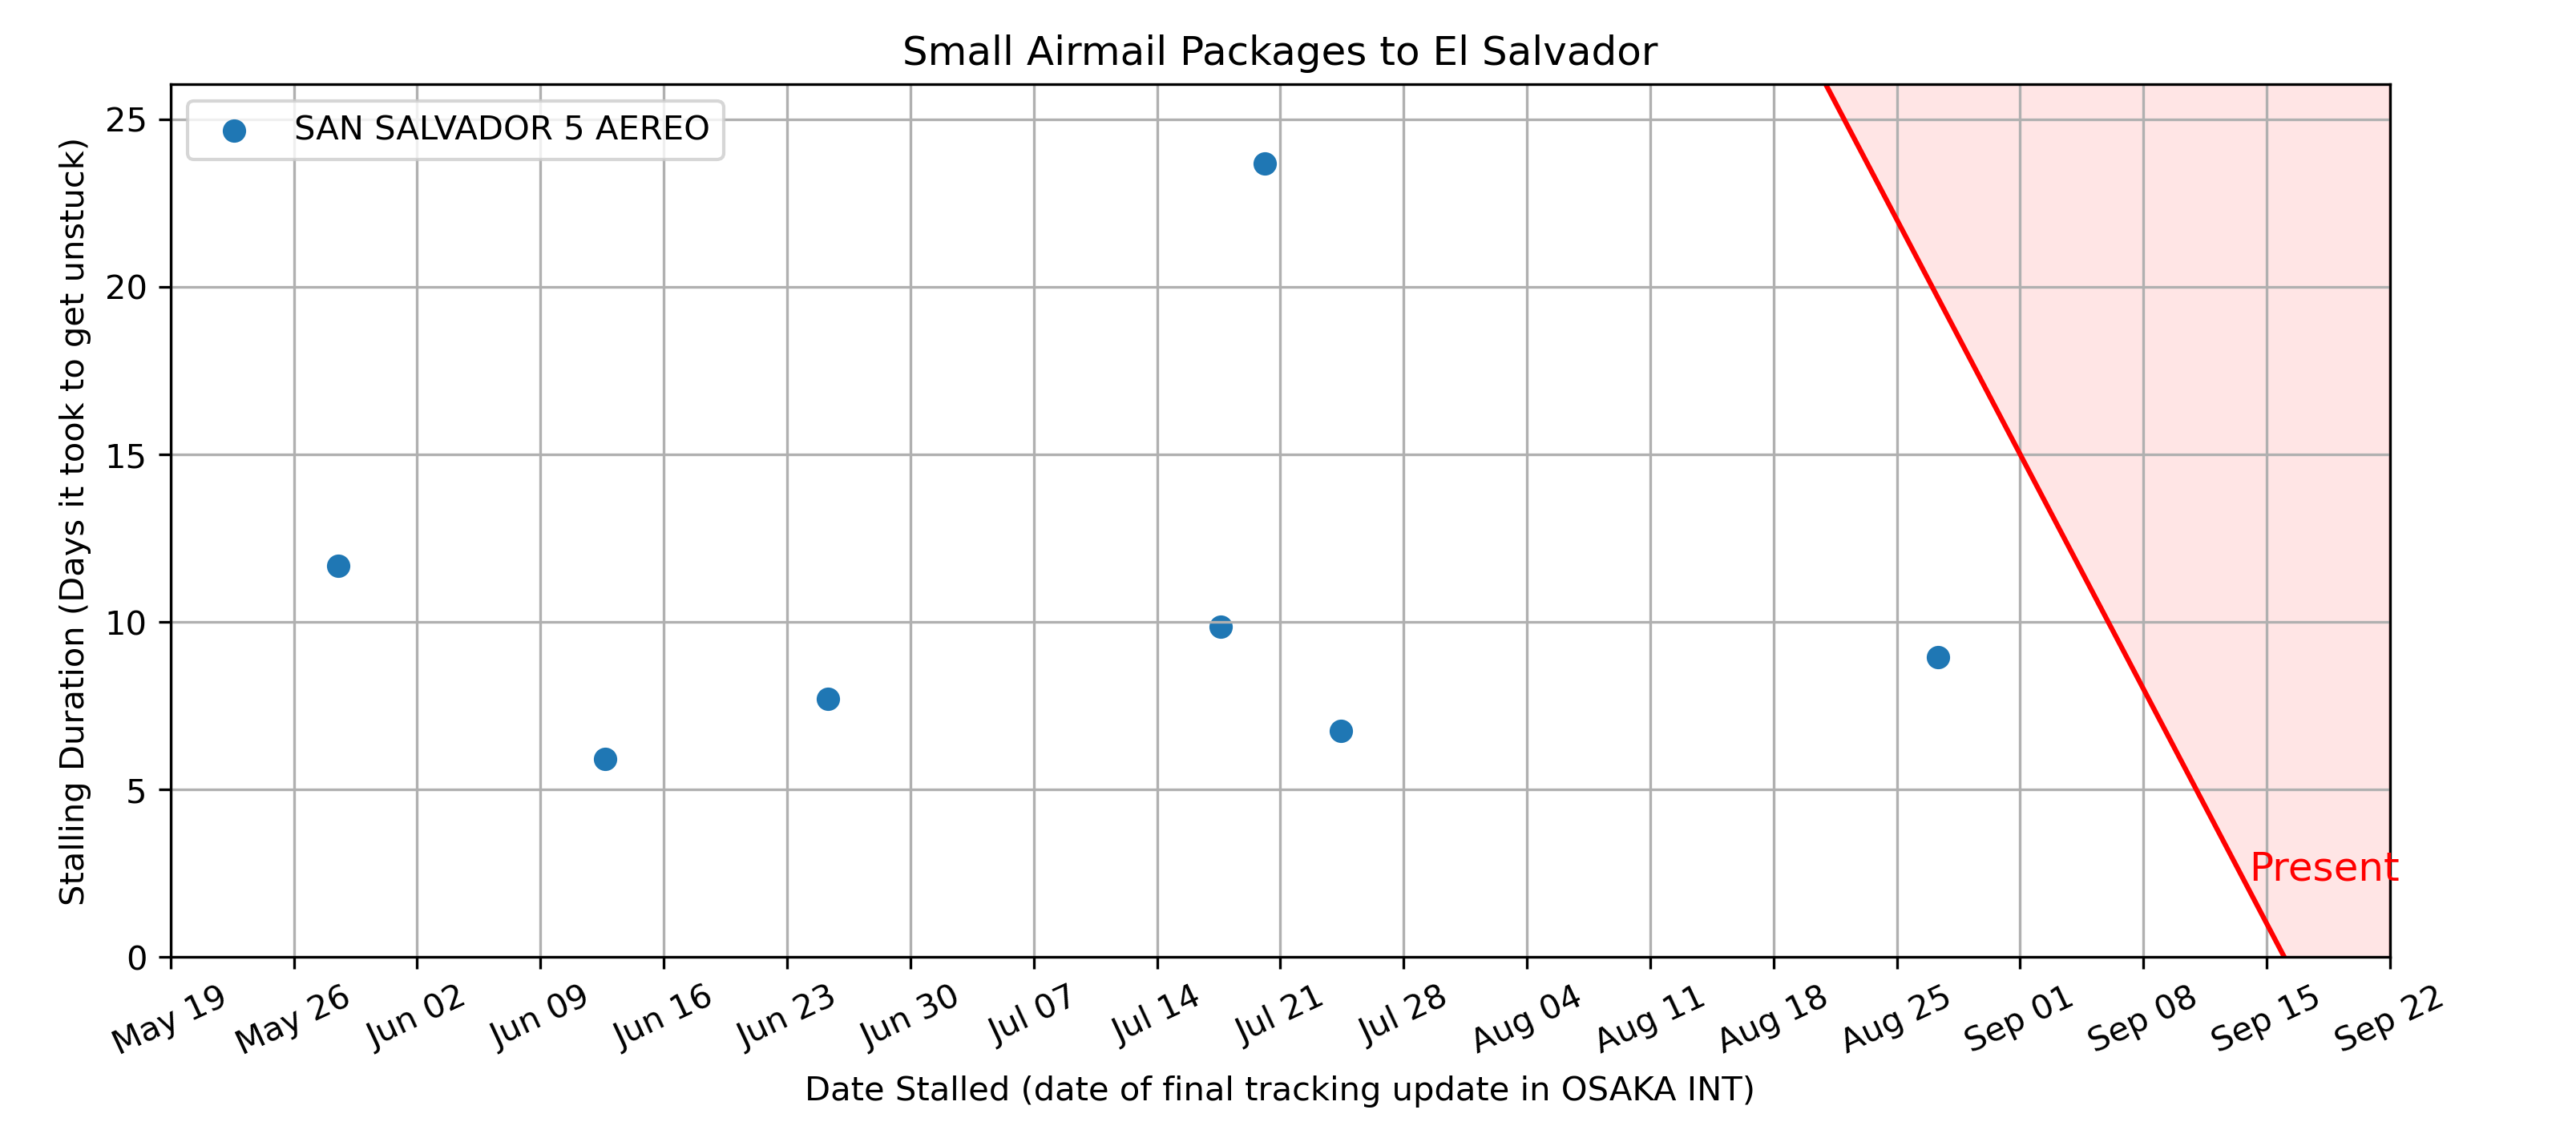 Small Airmail Packages to El Salvador
SAN SALVADOR 5 AEREO
Stalling Duration (Days it took to get unstuck)
25
20
15
10
5
0
Present
May 19
May 26
Jun 02
Jun 09
Jun 16
Jun 23
Jun 30
Jul 07
Jul 14
Jul 21
Jul 28
Aug 04
Aug 11
Aug 18
Aug 25
Sep 01
Sep 08
Sep 15
Sep 22
Date Stalled (date of final tracking update in OSAKA INT)